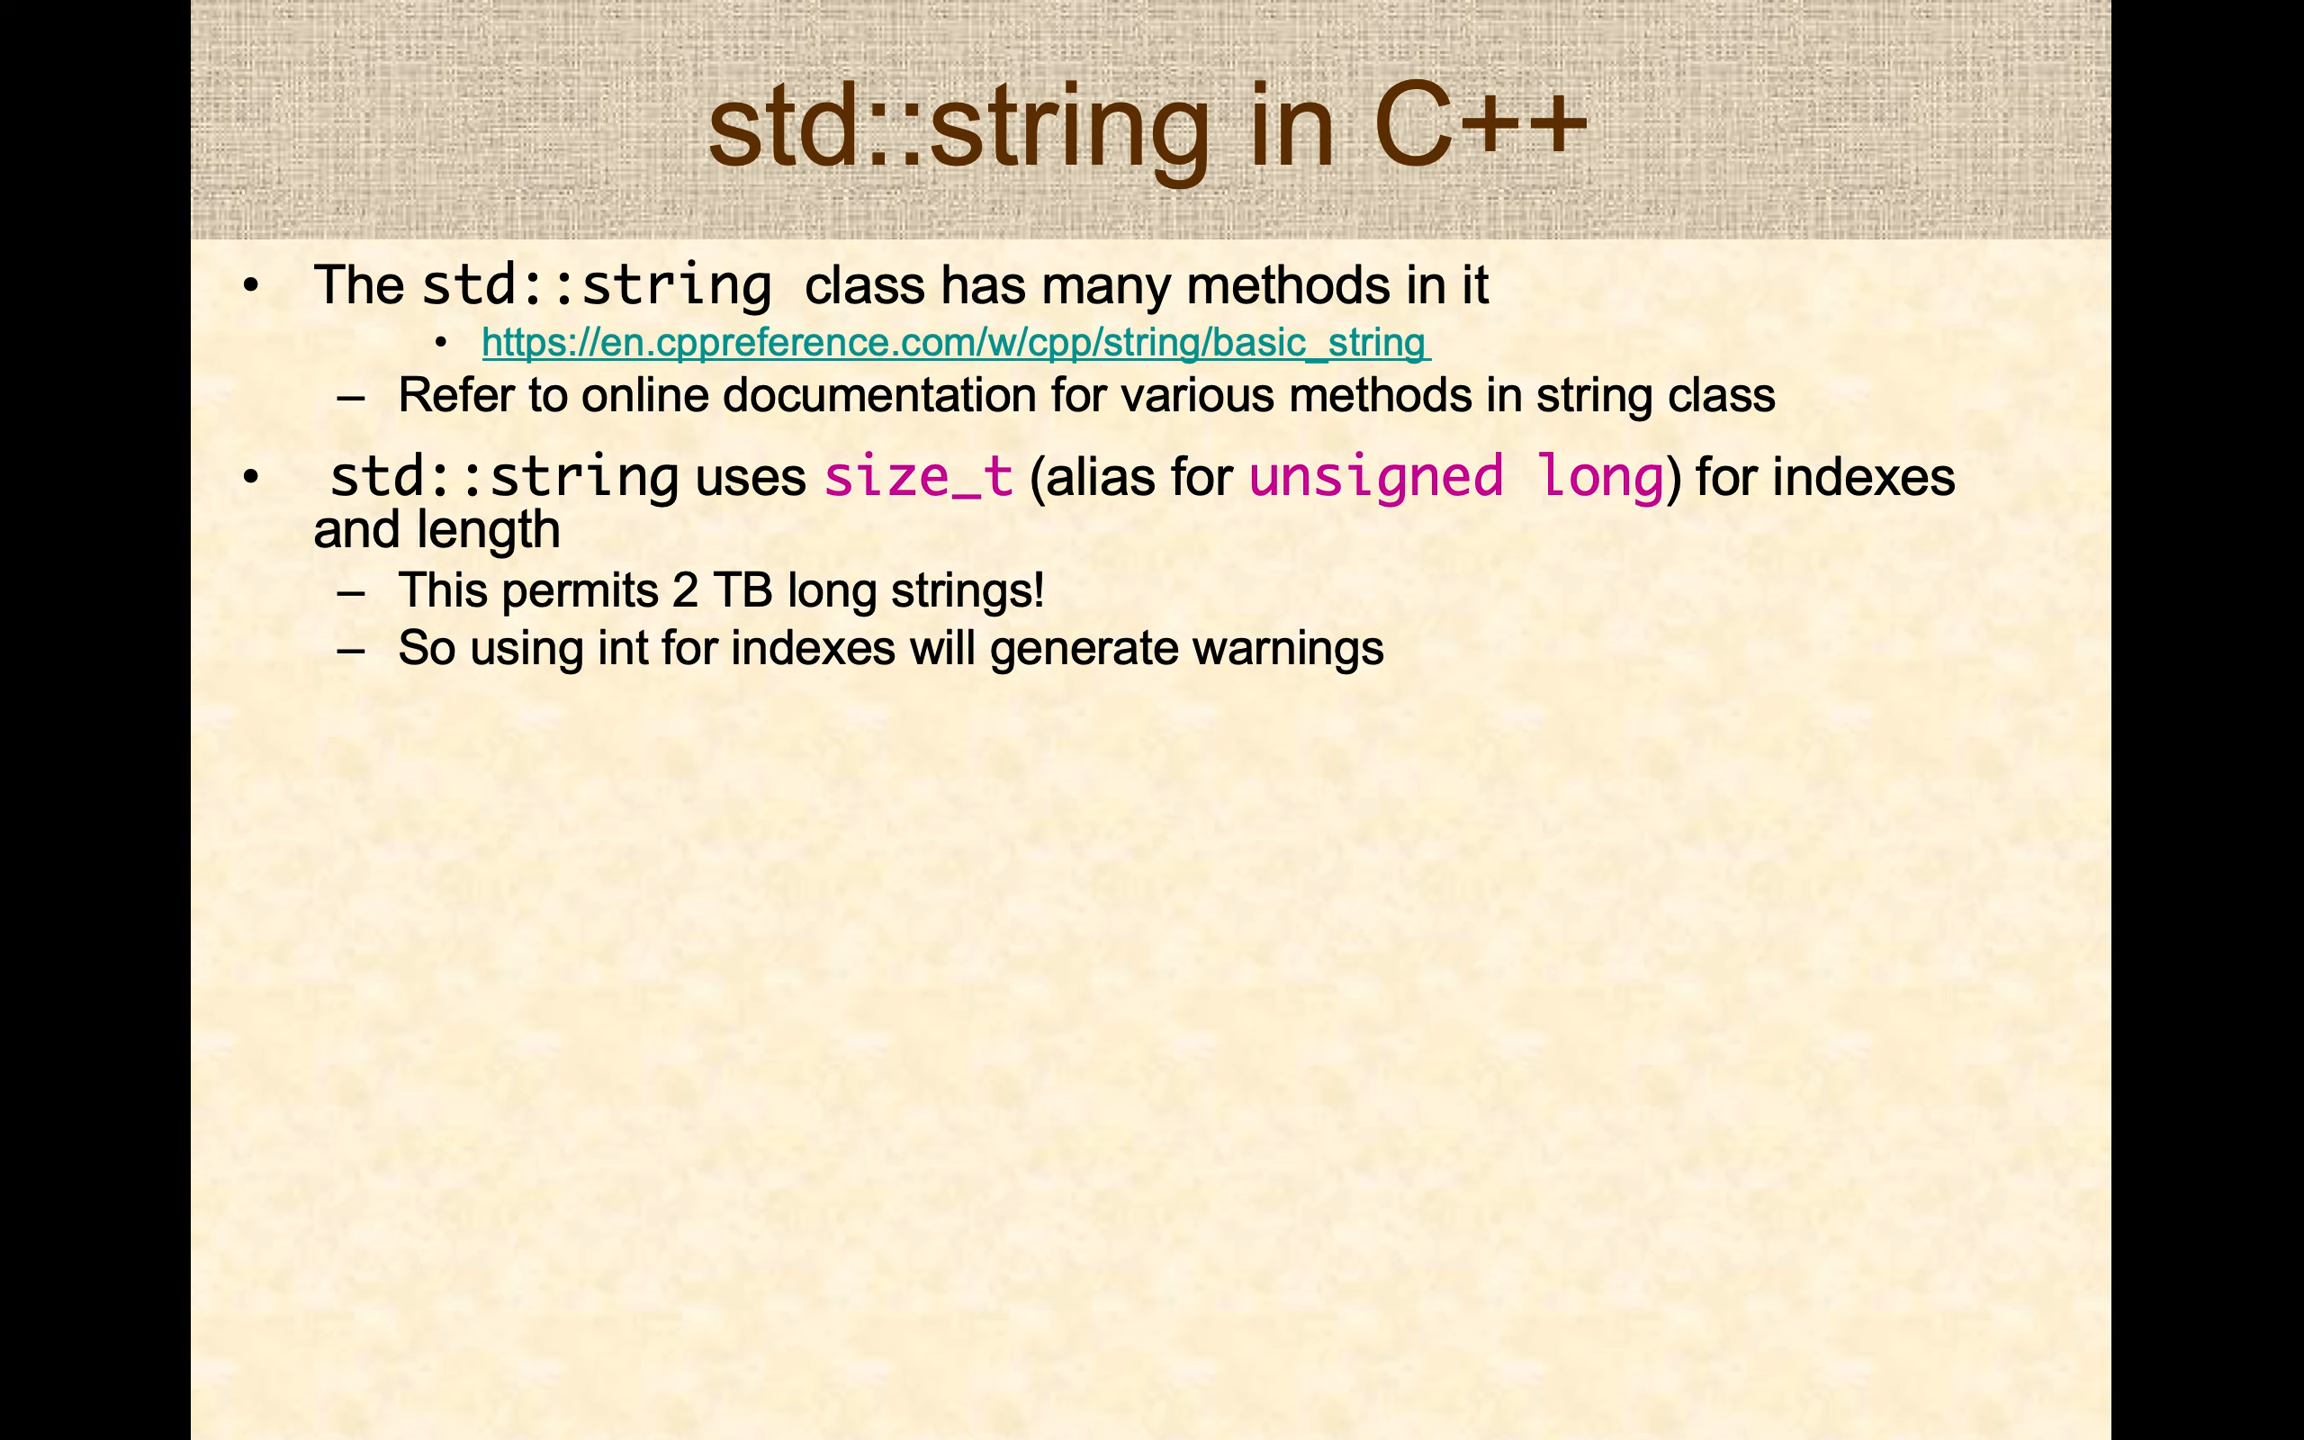 std::string in C++
• The std::string class has many methods in it
• https://en.cppreference.com/w/cpp/string/basic_string
– Refer to online documentation for various methods in string class
• std::string uses size_t (alias for unsigned long) for indexes
and length
– This permits 2 TB long strings!
– So using int for indexes will generate warnings